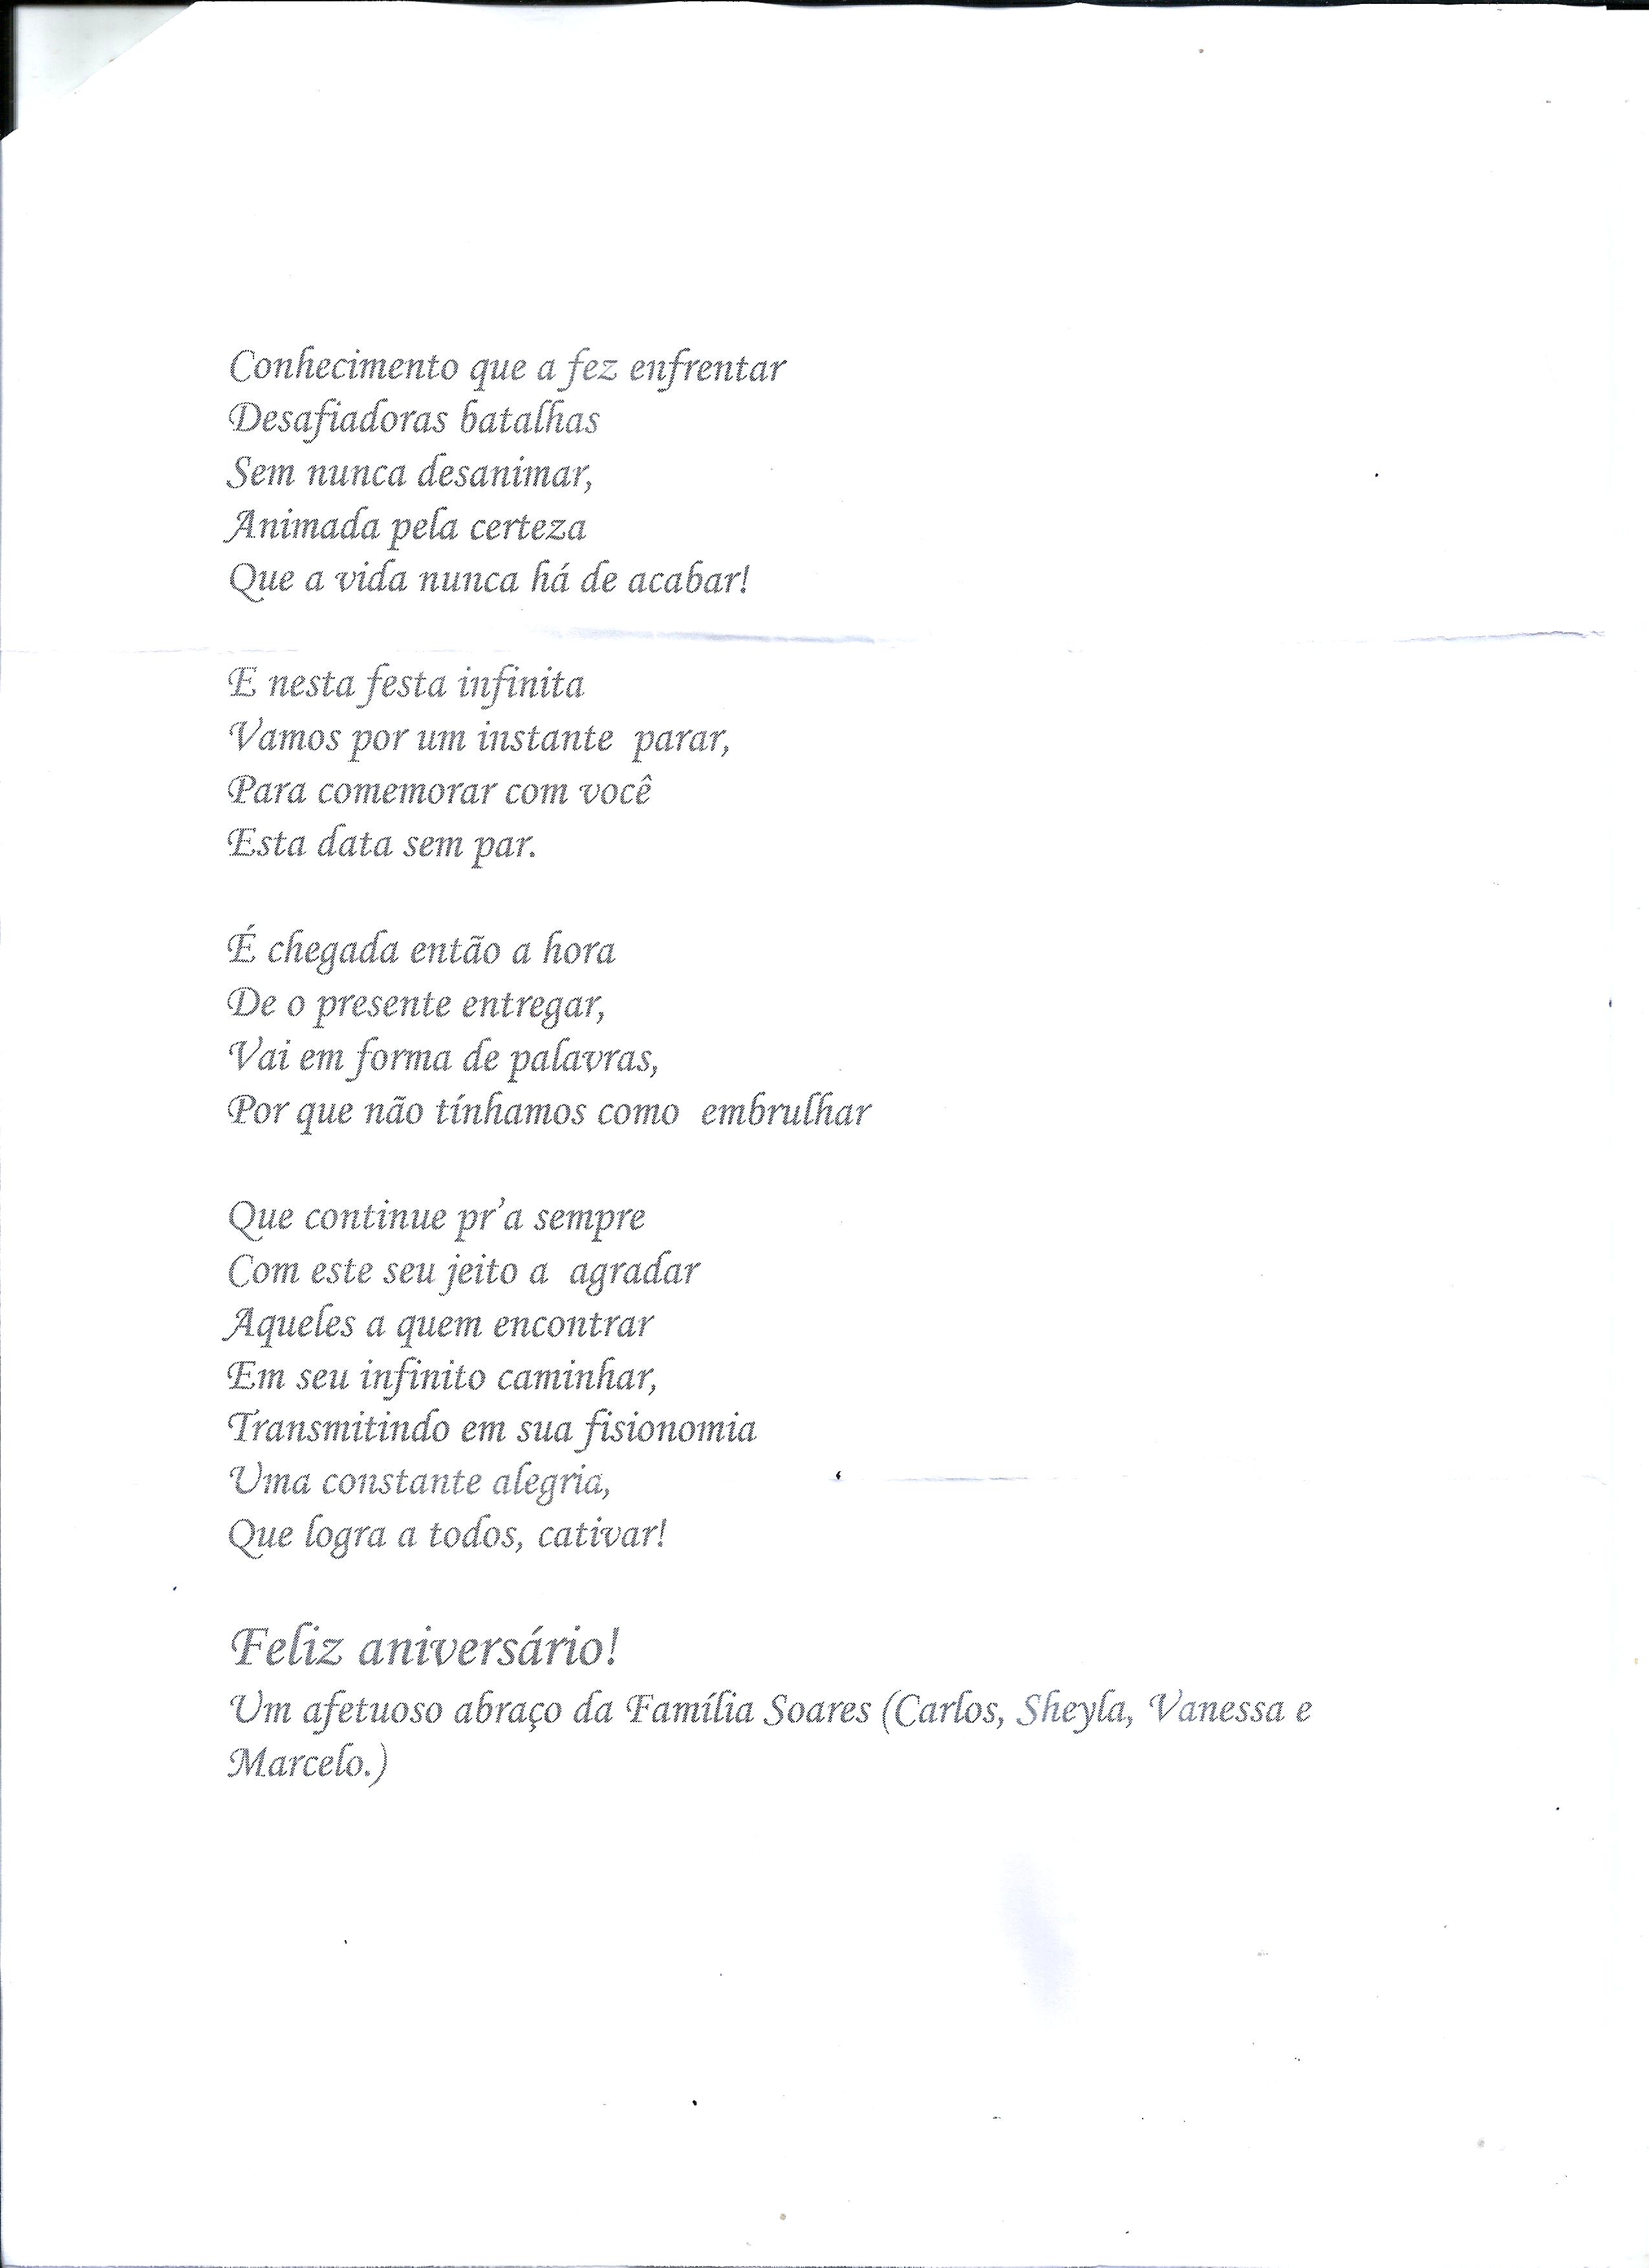 Conhecimento que a fez enfrentar
Desafiadoras batalhas
Sem nunca desanimar,
Animada pela certeza
Que a vida nunca há de acabar!
E nesta festa infinita
Vamos por um instante  parar,
Para comemorar com você
Esta data sem par.
É chegada então a hora
De o presente entregar,
Vai em forma de palavras,
Por que não tínhamos como  embrulhar
Que continue pr'a sempre
Com este seu jeito a  agradar
Aqueles a quem encontrar
Em seu infinito caminhar,
Transmitindo em sua fisionomia
Uma constante alegria,
Que logra a todos, cativar!
Feliz aniversário!
Um afetuoso abraço da Família Soares (Carlos, Sheyla, Vanessa e
Marcelo.)